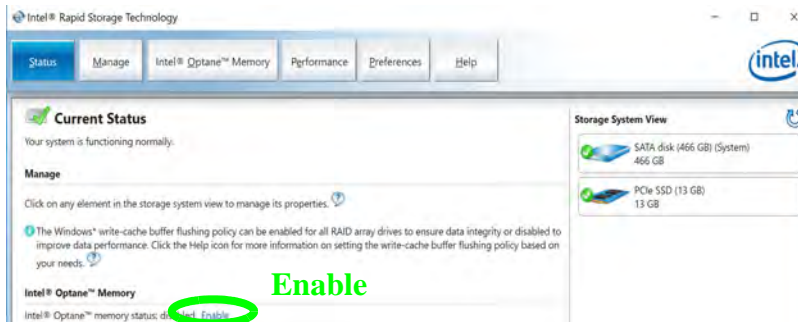 Intel® Rapid Storage Technology
Status
Manage
Intel® Optane™ Memory
Performance
Preferences
Help
intel
Current Status
Your system is functioning normally.
Manage
Click on any element in the storage system view to manage its properties.
The Windows* write-cache buffer flushing policy can be enabled for all RAID array drives to ensure data integrity or disabled to
improve data performance. Click the Help icon for more information on setting the write-cache buffer flushing policy based on
your needs.
Enable
Intel® Optane™ Memory
Intel® Optane™ memory status: disabled Enable
Storage System View
SATA disk (466 GB) (System)
466 GB
PCIe SSD (13 GB)
13 GB